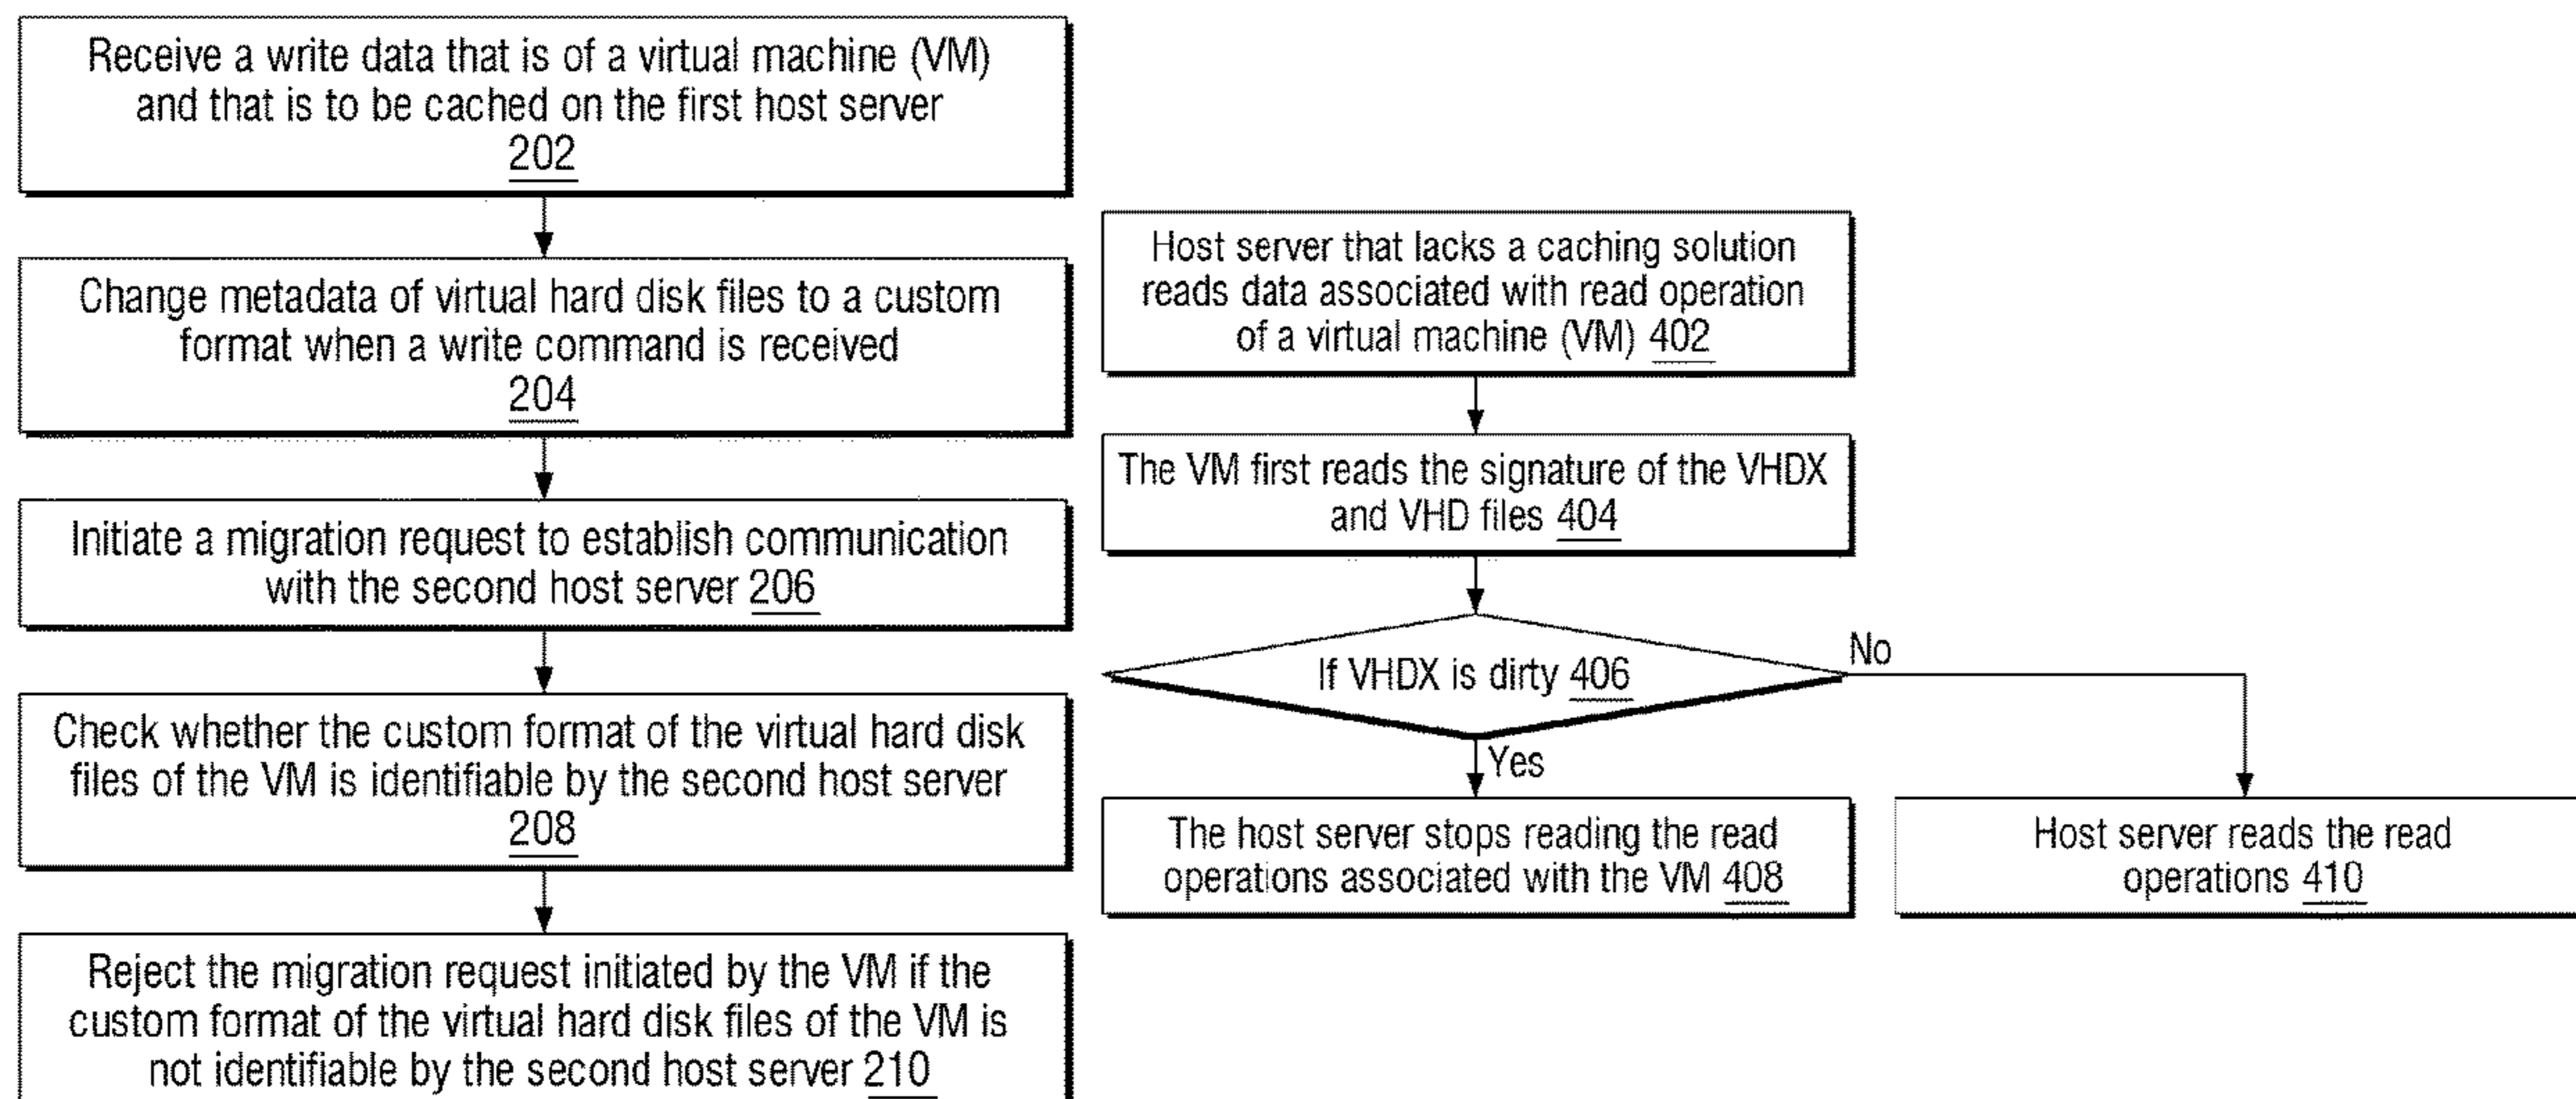 Receive a write data that is of a virtual machine (VM)
and that is to be cached on the first host server
202
Change metadata of virtual hard disk files to a custom
format when a write command is received
204
Initiate a migration request to establish communication
with the second host server 206
Check whether the custom format of the virtual hard disk
files of the VM is identifiable by the second host server
208
Reject the migration request initiated by the VM if the
custom format of the virtual hard disk files of the VM is
not identifiable by the second host server 210
Host server that lacks a caching solution
reads data associated with read operation
of a virtual machine (VM) 402
The VM first reads the signature of the VHDX
and VHD files 404
If VHDX is dirty 406
No
Yes
The host server stops reading the read
operations associated with the VM 408
Host server reads the read
operations 410